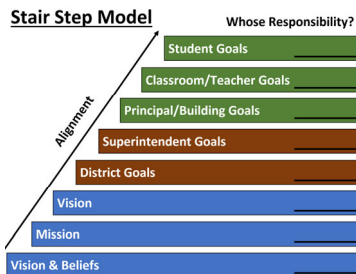 Stair Step Model
Whose Responsibility?
Student Goals
Classroom/Teacher Goals
Principal/Building Goals
Alignment
Superintendent Goals
District Goals
Vision
Mission
Vision & Beliefs